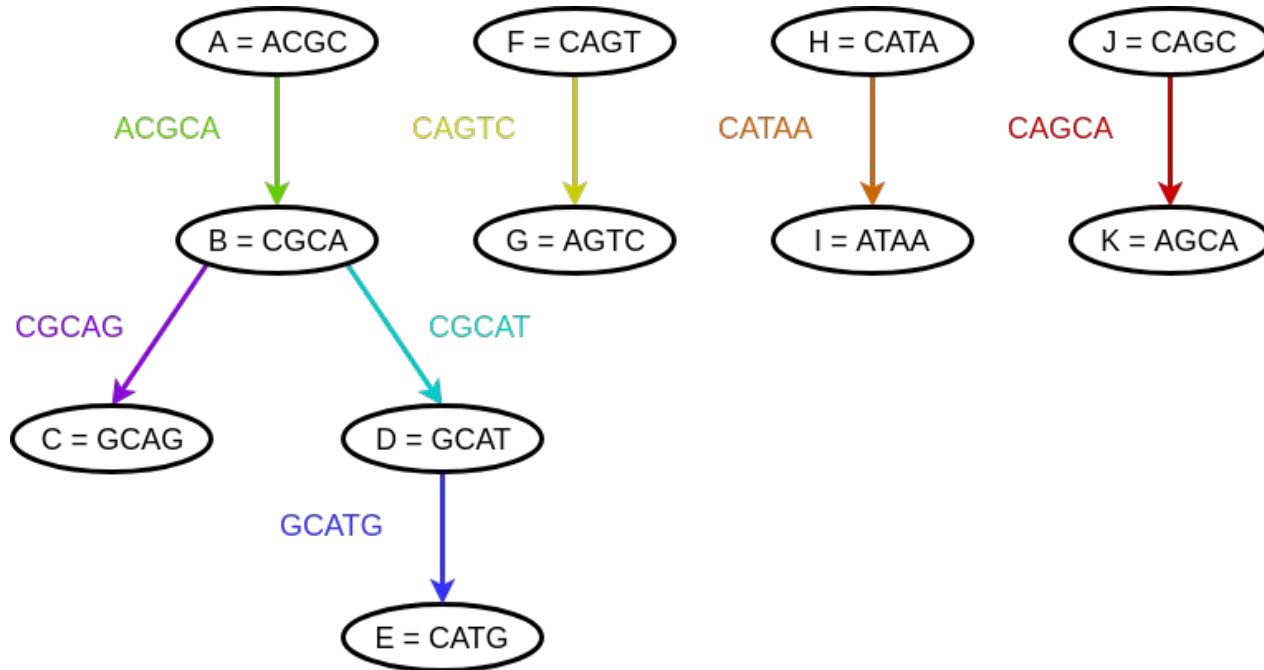 A = ACGC
F = CAGT
H = CATA
J = CAGC
ACGCA
CAGTC
CATAA
CAGCA
B = CGCA
G = AGTC
I = ATAA
K = AGCA
CGCAG
CGCAT
C = GCAG
D = GCAT
GCATG
E = CATG